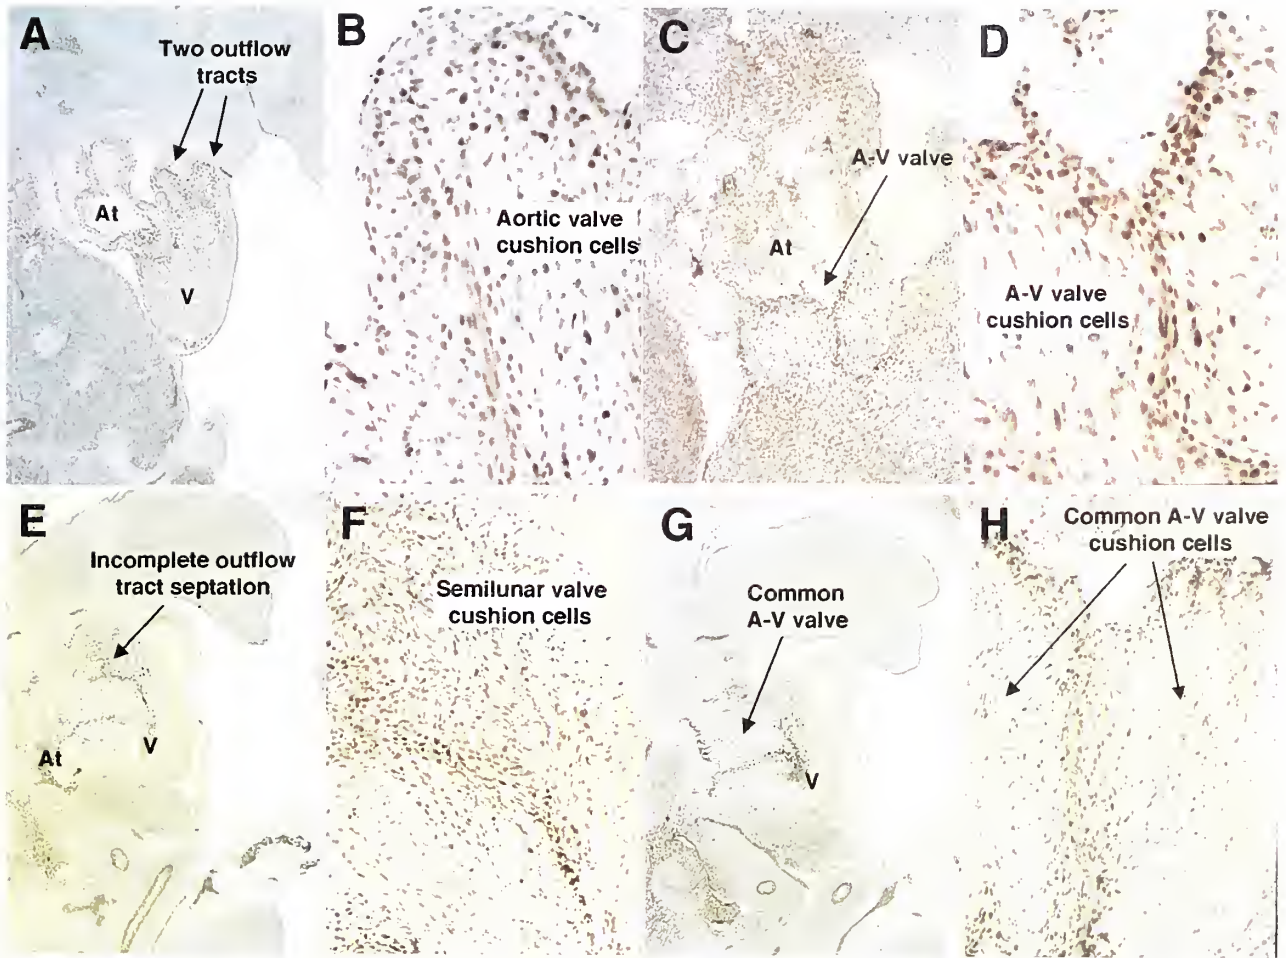 A
Two outflow
tracts
At
V
B
Aortic valve
cushion cells
C
A-V valve
At
D
A-V valve
cushion cells
E
Incomplete outflow
tract septation
At
V
F
Semilunar valve
cushion cells
G
Common
A-V valve
V
H
Common A-V valve
cushion cells